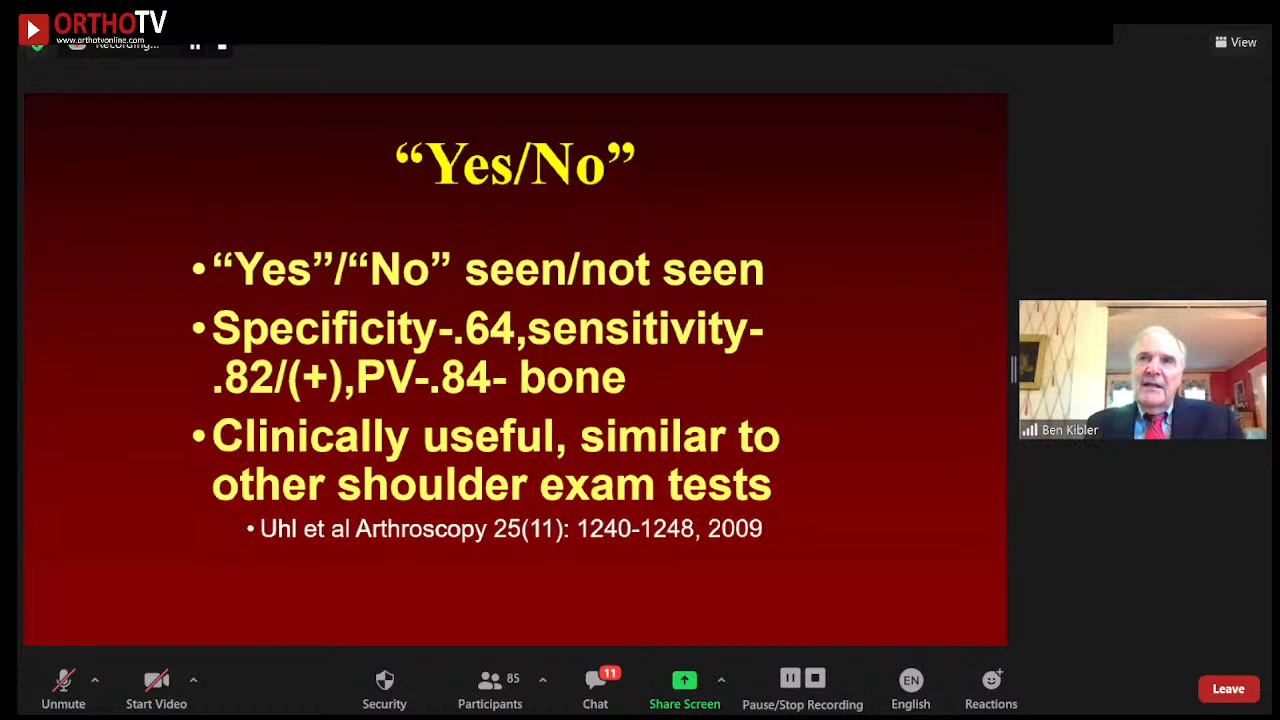 ORTHOTV
www.orthotvonline.com
Recording...
View
“Yes/No”
•“Yes”/“No” seen/not seen
•Specificity-.64,sensitivity-
.82/(+),PV-.84- bone
•Clinically useful, similar to
other shoulder exam tests
• Uhl et al Arthroscopy 25(11): 1240-1248, 2009
Ben Kibler
85
11
EN
Unmute
Start Video
Security
Participants
Chat
Share Screen
Pause/Stop Recording
English
Reactions
Leave